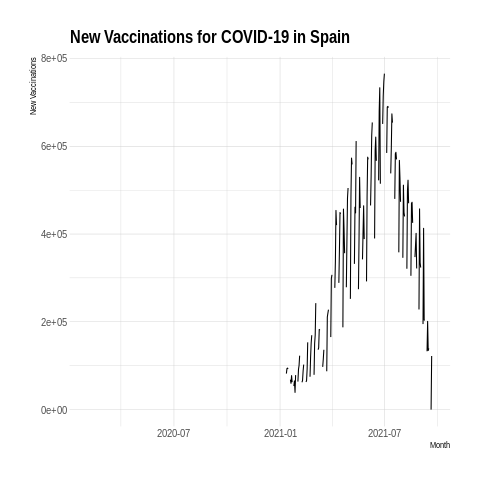 New Vaccinations for COVID-19 in Spain
New Vaccinations
8e+05
6e+05
4e+05
2e+05
0e+00
2020-07
2021-01
2021-07
Month